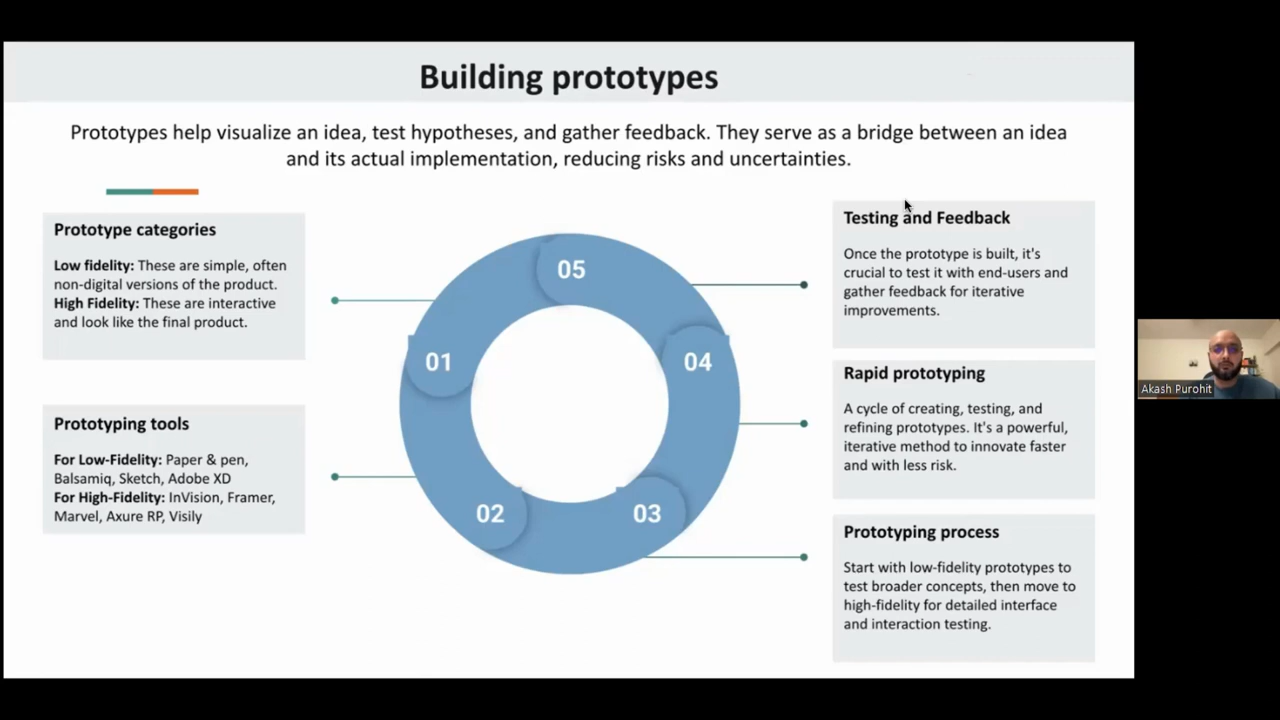 Building prototypes
Prototypes help visualize an idea, test hypotheses, and gather feedback. They serve as a bridge between an idea
and its actual implementation, reducing risks and uncertainties.
Prototype categories
Low fidelity: These are simple, often
non-digital versions of the product.
High Fidelity: These are interactive
and look like the final product.
Prototyping tools
For Low-Fidelity: Paper & pen,
Balsamiq, Sketch, Adobe XD
For High-Fidelity: InVision, Framer,
Marvel, Axure RP, Visily
05
01
04
02
03
Testing and Feedback
Once the prototype is built, it's
crucial to test it with end-users and
gather feedback for iterative
improvements.
Rapid prototyping
A cycle of creating, testing, and
refining prototypes. It's a powerful,
iterative method to innovate faster
and with less risk.
Prototyping process
Start with low-fidelity prototypes to
test broader concepts, then move to
high-fidelity for detailed interface
and interaction testing.
Akash Purohit